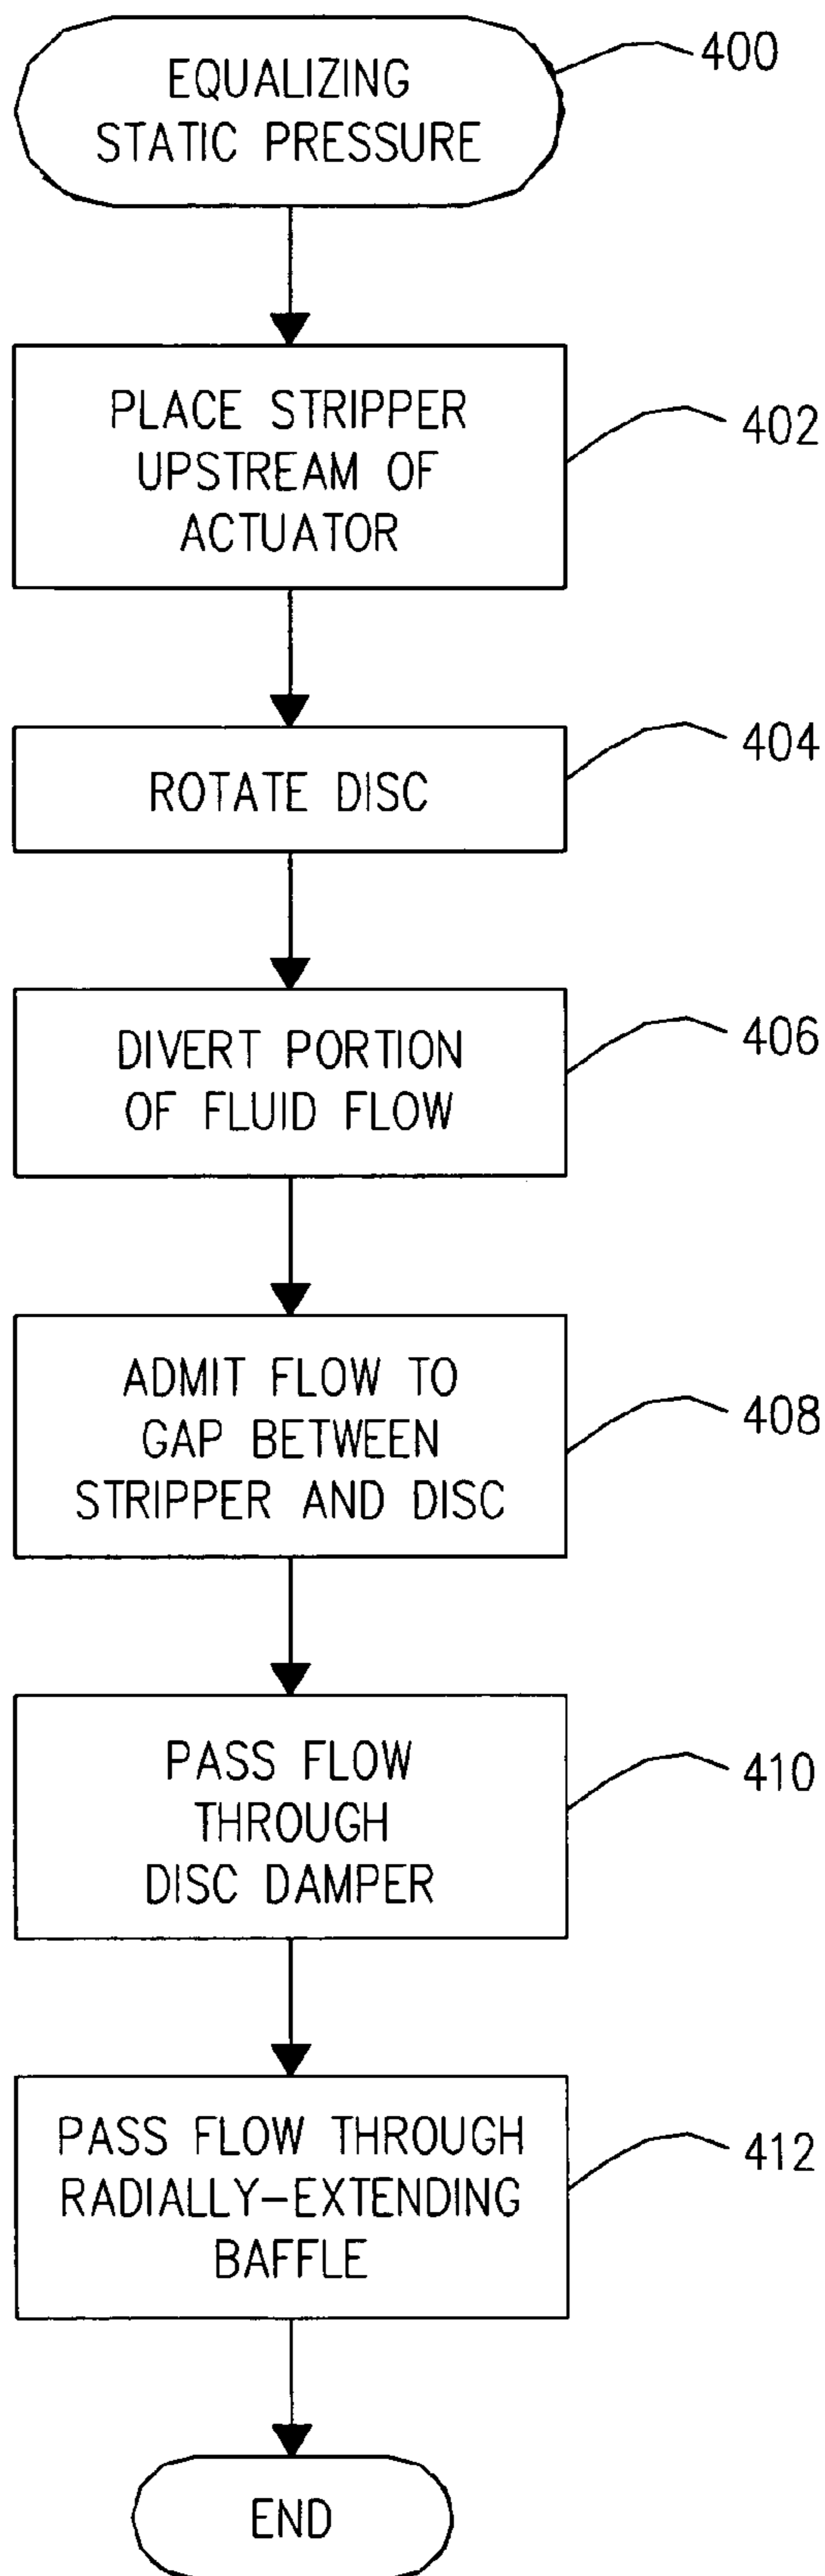 EQUALIZING
STATIC PRESSURE
400
PLACE STRIPPER
UPSTREAM OF
ACTUATOR
402
ROTATE DISC
404
DIVERT PORTION
OF FLUID FLOW
406
ADMIT FLOW TO
GAP BETWEEN
STRIPPER AND DISC
408
PASS FLOW
THROUGH
DISC DAMPER
410
PASS FLOW THROUGH
RADIALLY-EXTENDING
BAFFLE
412
END